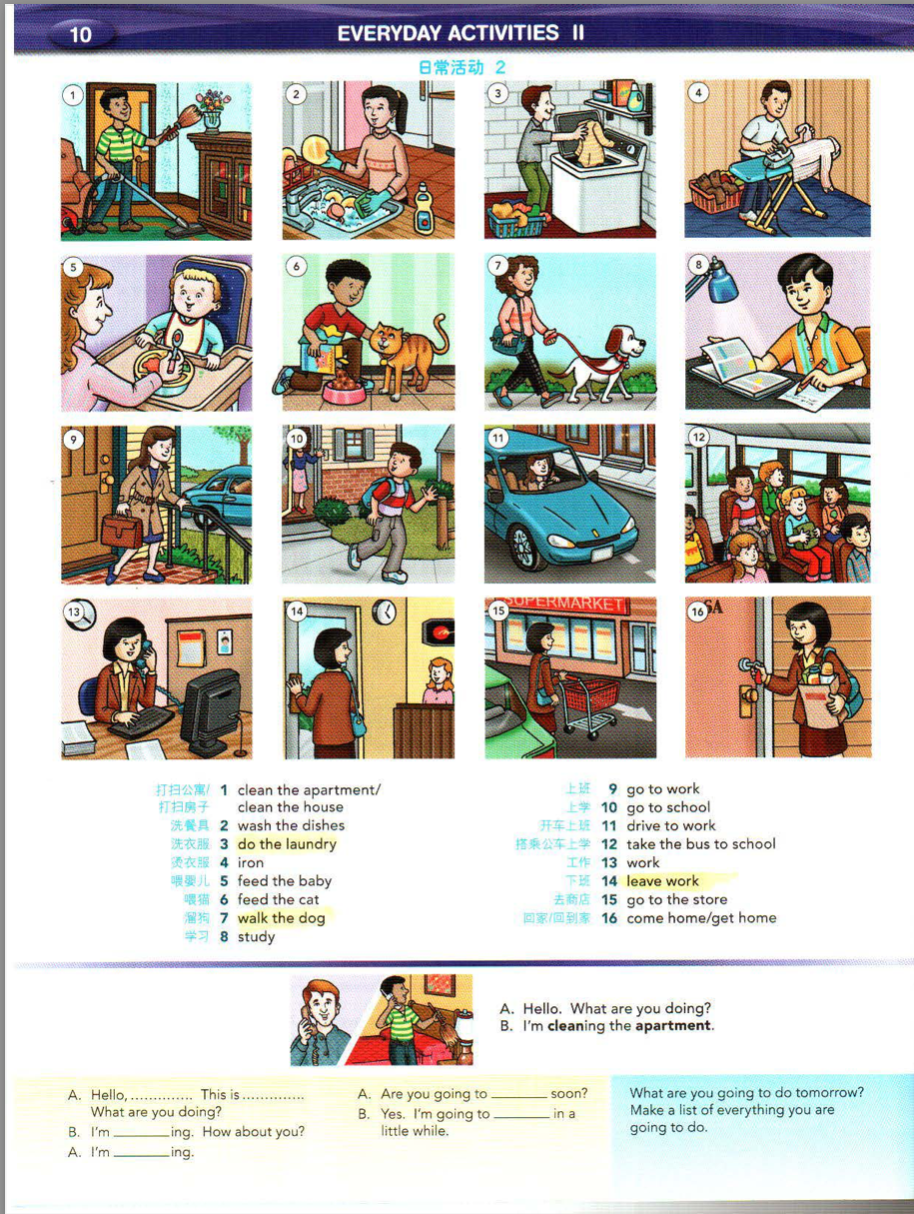 10
EVERYDAY ACTIVITIES II
日常活动 2
1
2
3
4
5
6
7
8
9
10
11
12
13
14
15
SUPERMARKET
16
5A
打扫公寓/ 1 clean the apartment/
打扫房子 clean the house
洗餐具 2 wash the dishes
洗衣服 3 do the laundry
烫衣服 4 iron
喂婴儿 5 feed the baby
喂猫 6 feed the cat
溜狗 7 walk the dog
学习 8 study
上班 9 go to work
上学 10 go to school
开车上班 11 drive to work
搭乘公车上学 12 take the bus to school
工作 13 work
下班 14 leave work
去商店 15 go to the store
回家/回到家 16 come home/get home
A. Hello. What are you doing?
B. I'm cleaning the apartment.
A. Hello, .............. This is ..............
What are you doing?
B. I'm ________ing. How about you?
A. I'm ________ing.
A. Are you going to ________ soon?
B. Yes. I'm going to ________ in a
little while.
What are you going to do tomorrow?
Make a list of everything you are
going to do.